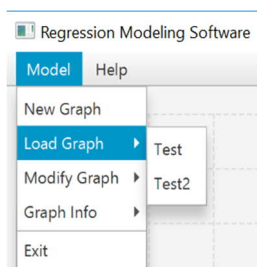 Regression Modeling Software
Model Help
New Graph
Load Graph
Test
Test2
Modify Graph
Graph Info
Exit